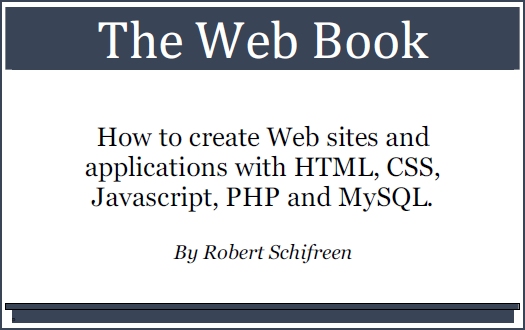 The Web Book
How to create Web sites and
applications with HTML, CSS,
Javascript, PHP and MySQL.
By Robert Schifreen